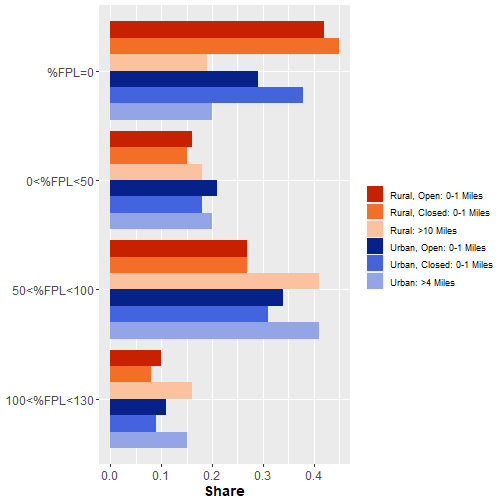 %FPL=0
0<%FPL<50
50<%FPL<100
100<%FPL<130
0.0 0.1 0.2 0.3 0.4
Share
Rural, Open: 0-1 Miles
Rural, Closed: 0-1 Miles
Rural: >10 Miles
Urban, Open: 0-1 Miles
Urban, Closed: 0-1 Miles
Urban: >4 Miles